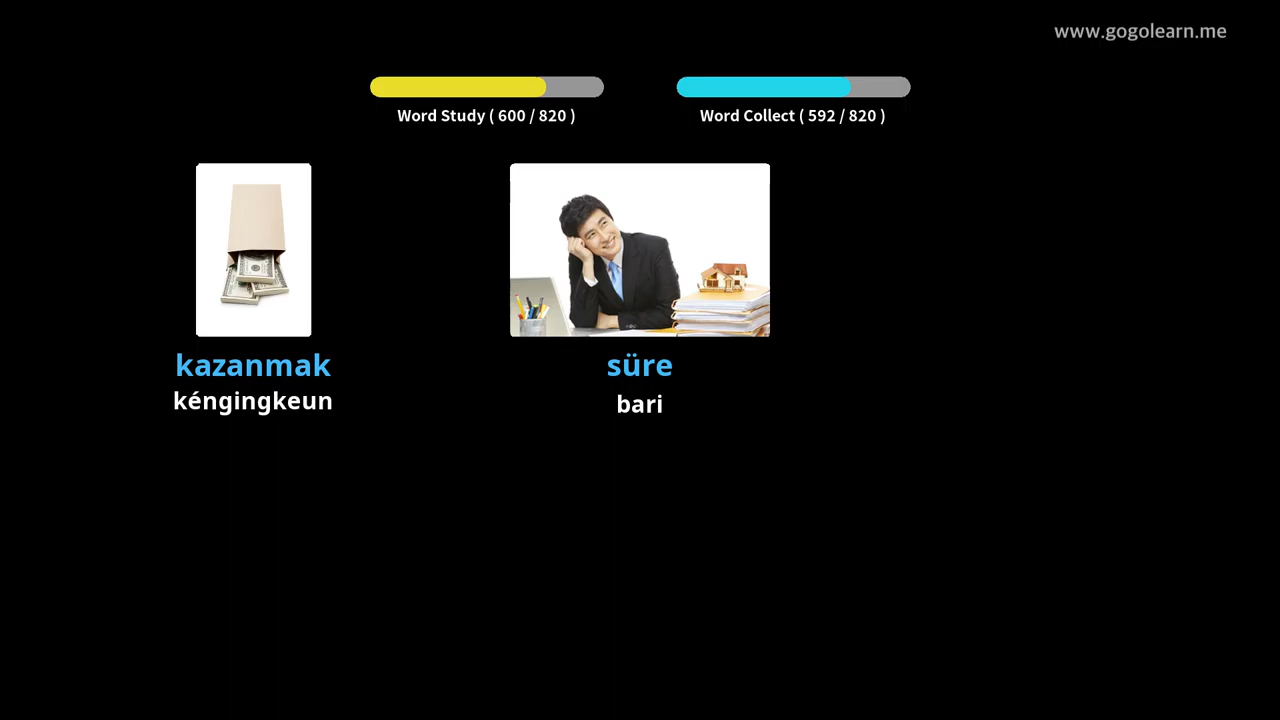 www.gogolearn.me
Word Study ( 600 / 820 )
Word Collect ( 592 / 820 )
kazanmak
kéngingkeun
süre
bari